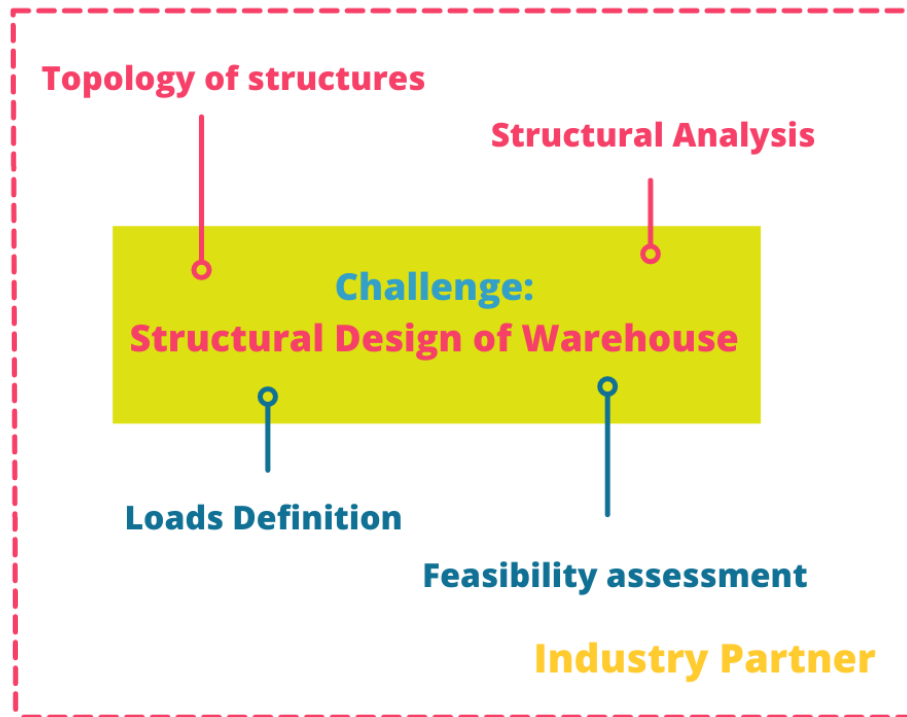 Topology of structures
Structural Analysis
Challenge:
Structural Design of Warehouse
Loads Definition
Feasibility assessment
Industry Partner